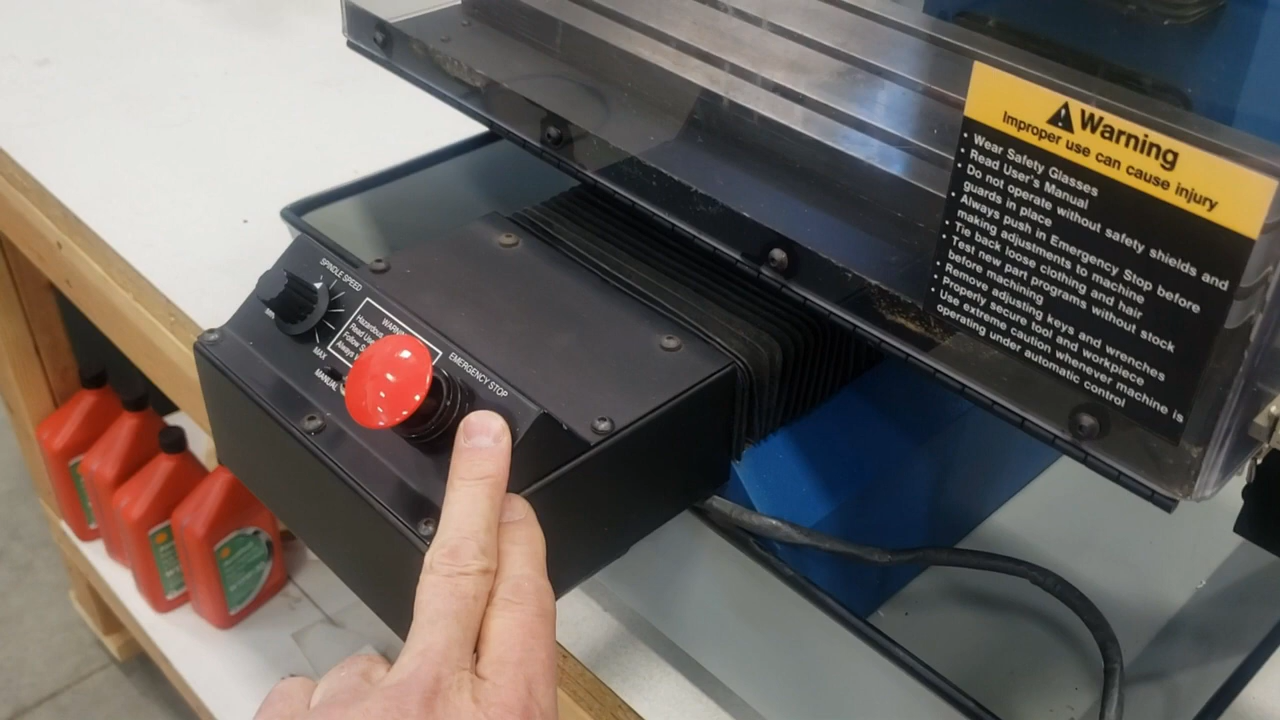 Warning
Improper use can cause injury
• Wear Safety Glasses
• Read User's Manual
• Do not operate without safety shields and
guards in place
• Always push in Emergency Stop before
making adjustments to machine
• Tie back loose clothing and hair
• Test new part programs without stock
before machining
• Remove adjusting keys and wrenches
• Properly secure tool and workpiece
• Use extreme caution whenever machine is
operating under automatic control
SPINDLE SPEED
MAX
MANUAL
EMERGENCY STOP